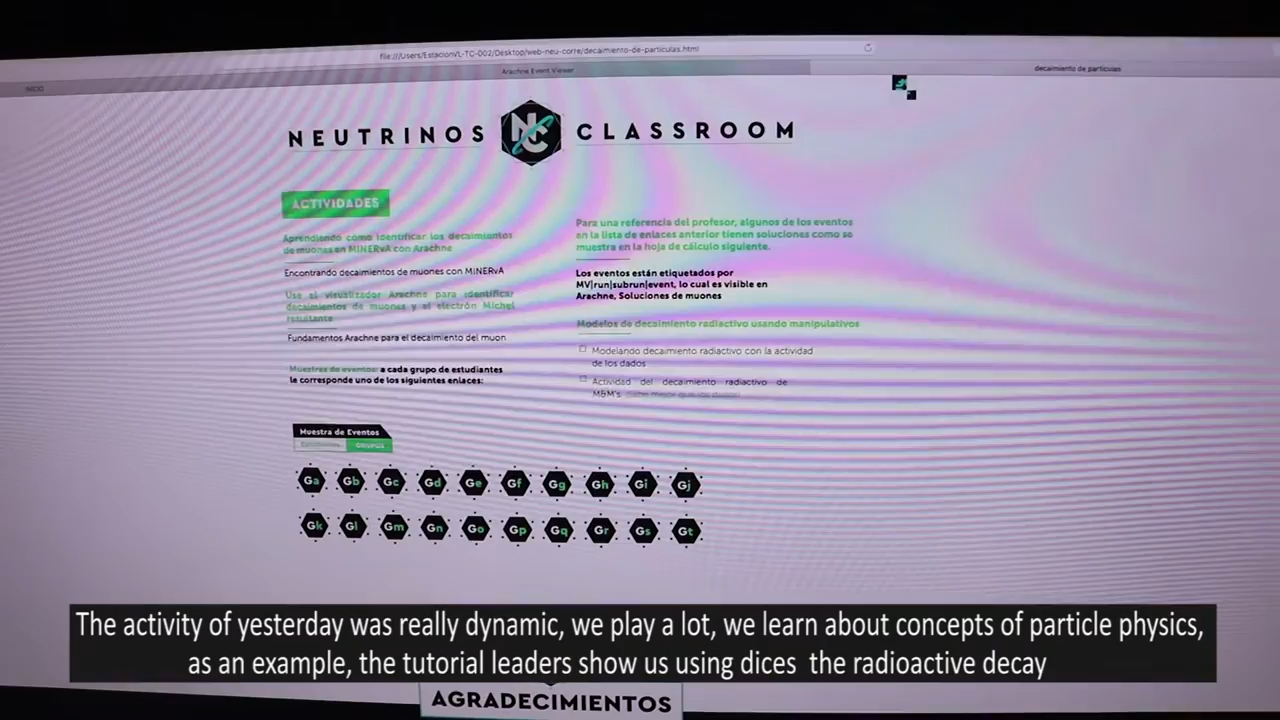 file:///Users/EstacionVL-TC-002/Desktop/web-neu-corre/decaimiento-de-particulas.html
Arachne Event Viewer
decaimiento de particulas
INICIO
NEUTRINOS NC CLASSROOM
ACTIVIDADES
Aprendiendo cómo identificar los decaimientos
de muones en MINERvA con Arachne
Encontrando decaimientos de muones con MINERvA
Use el visualizador Arachne para identificar
decaimientos de muones y el electrón Michel
resultante
Fundamentos Arachne para el decaimiento del muon
Muestras de eventos: a cada grupo de estudiantes
le corresponde uno de los siguientes enlaces:
Para una referencia del profesor, algunos de los eventos
en la lista de enlaces anterior tienen soluciones como se
muestra en la hoja de cálculo siguiente.
Los eventos están etiquetados por
MV|run|subrun|event, lo cual es visible en
Arachne, Soluciones de muones
Modelos de decaimiento radiactivo usando manipulativos
Modelando decaimiento radiactivo con la actividad
de los dados
Actividad del decaimiento radiactivo de
M&M's.
Muestra de Eventos
GRUPOS
Ga Gb Gc Gd Ge Gf Gg Gh Gi Gj
Gk Gl Gm Gn Go Gp Gq Gr Gs Gt
The activity of yesterday was really dynamic, we play a lot, we learn about concepts of particle physics,
as an example, the tutorial leaders show us using dices the radioactive decay
AGRADECIMIENTOS